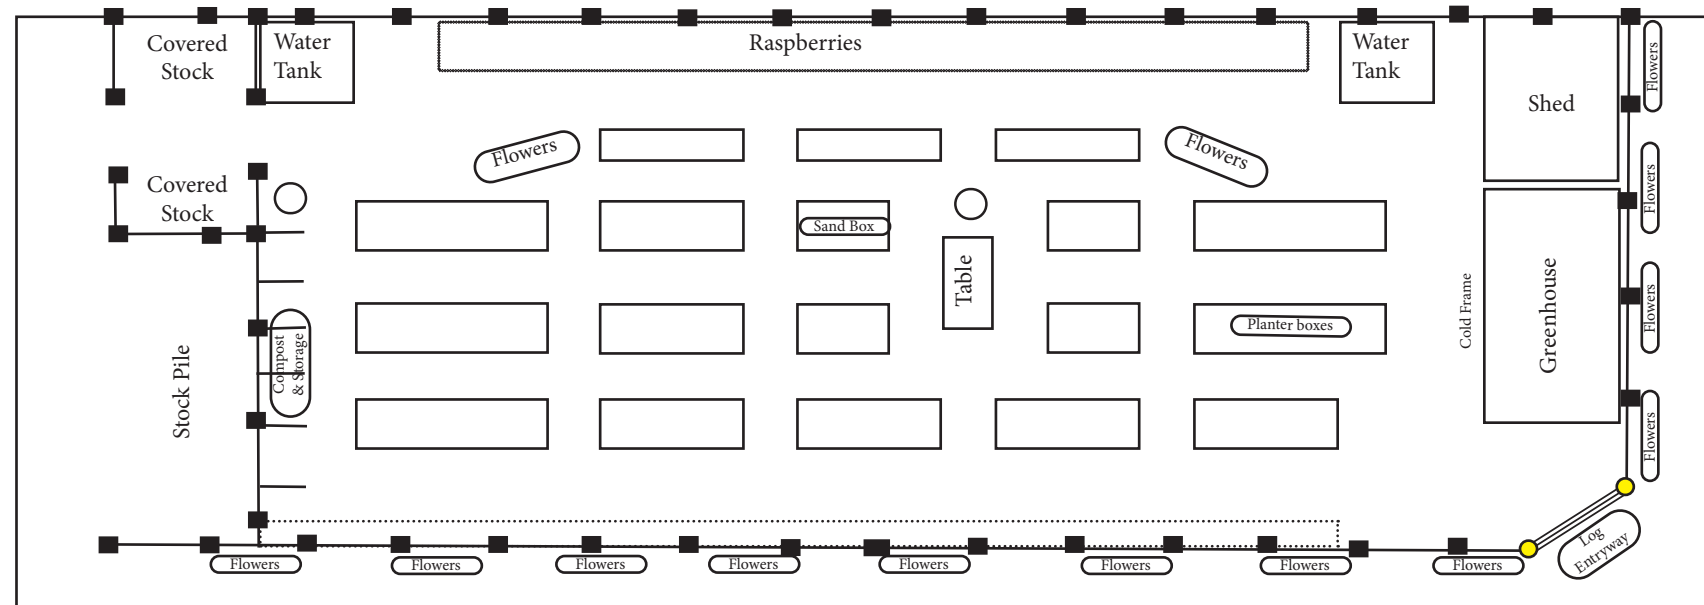 Covered
Stock
Water
Tank
Raspberries
Water
Tank
Shed
Flowers
Flowers
Flowers
Covered
Stock
Flowers
Sand Box
Table
Planter boxes
Cold Frame
Greenhouse
Flowers
Stock Pile
Compost
& Storage
Flowers
Flowers
Flowers
Flowers
Flowers
Flowers
Flowers
Flowers
Flowers
Log
Entryway